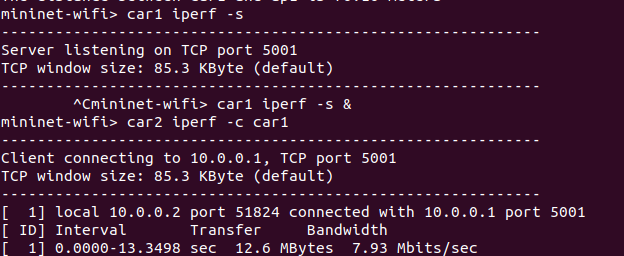 mininet-wifi> car1 iperf -s
------------------------------------------------------------
Server listening on TCP port 5001
TCP window size: 85.3 KByte (default)
------------------------------------------------------------
^Cmininet-wifi> car1 iperf -s &
mininet-wifi> car2 iperf -c car1
------------------------------------------------------------
Client connecting to 10.0.0.1, TCP port 5001
TCP window size: 85.3 KByte (default)
------------------------------------------------------------
[  1] local 10.0.0.2 port 51824 connected with 10.0.0.1 port 5001
[ ID] Interval       Transfer     Bandwidth
[  1] 0.0000-13.3498 sec  12.6 MBytes  7.93 Mbits/sec